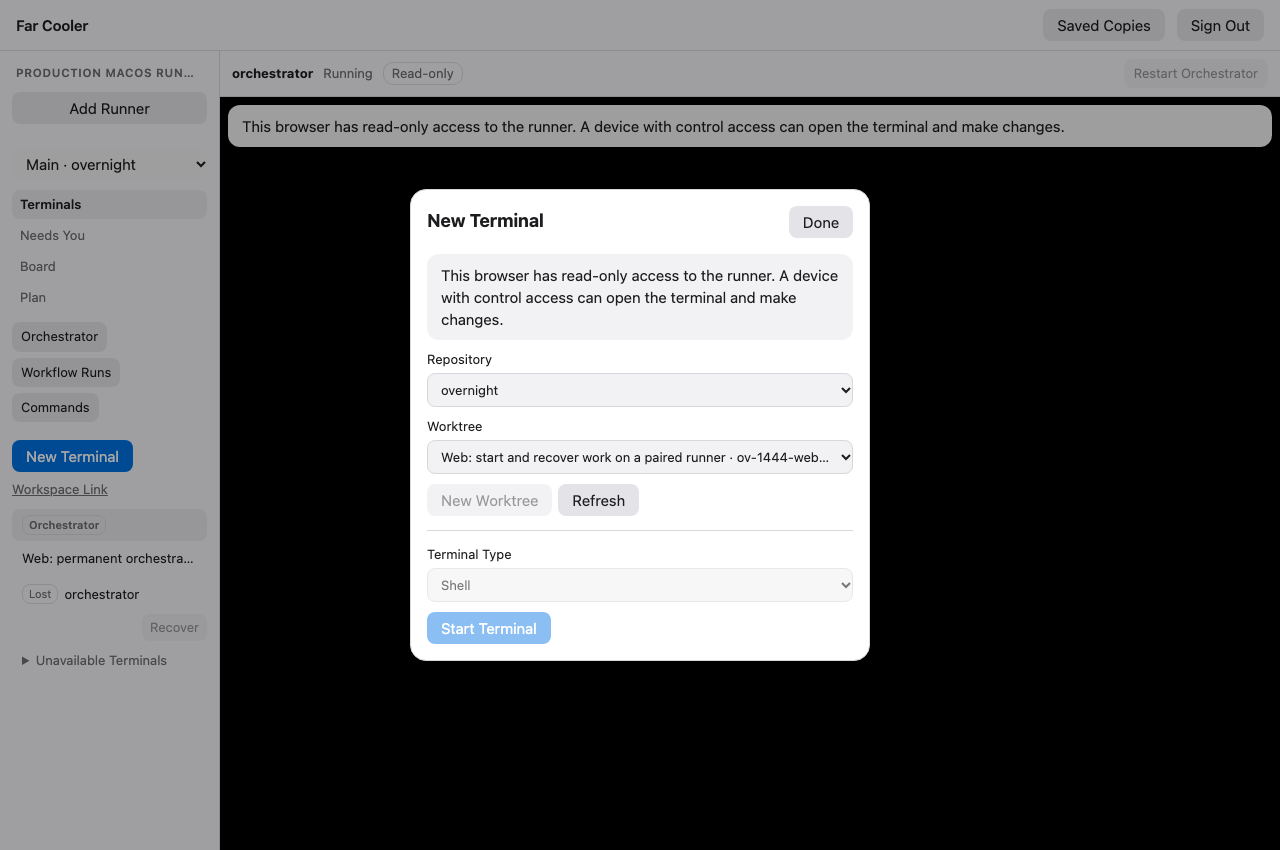 Far Cooler
Saved Copies
Sign Out
PRODUCTION MACOS RUN...
Add Runner
Main · overnight
Terminals
Needs You
Board
Plan
Orchestrator
Workflow Runs
Commands
New Terminal
Workspace Link
Orchestrator
Web: permanent orchestra...
Lost orchestrator
Recover
Unavailable Terminals
orchestrator Running Read-only
Restart Orchestrator
This browser has read-only access to the runner. A device with control access can open the terminal and make changes.
New Terminal
Done
This browser has read-only access to the runner. A device
with control access can open the terminal and make
changes.
Repository
overnight
Worktree
Web: start and recover work on a paired runner · ov-1444-web...
New Worktree
Refresh
Terminal Type
Shell
Start Terminal